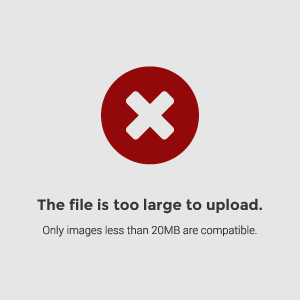 The file is too large to upload.
Only images less than 20MB are compatible.